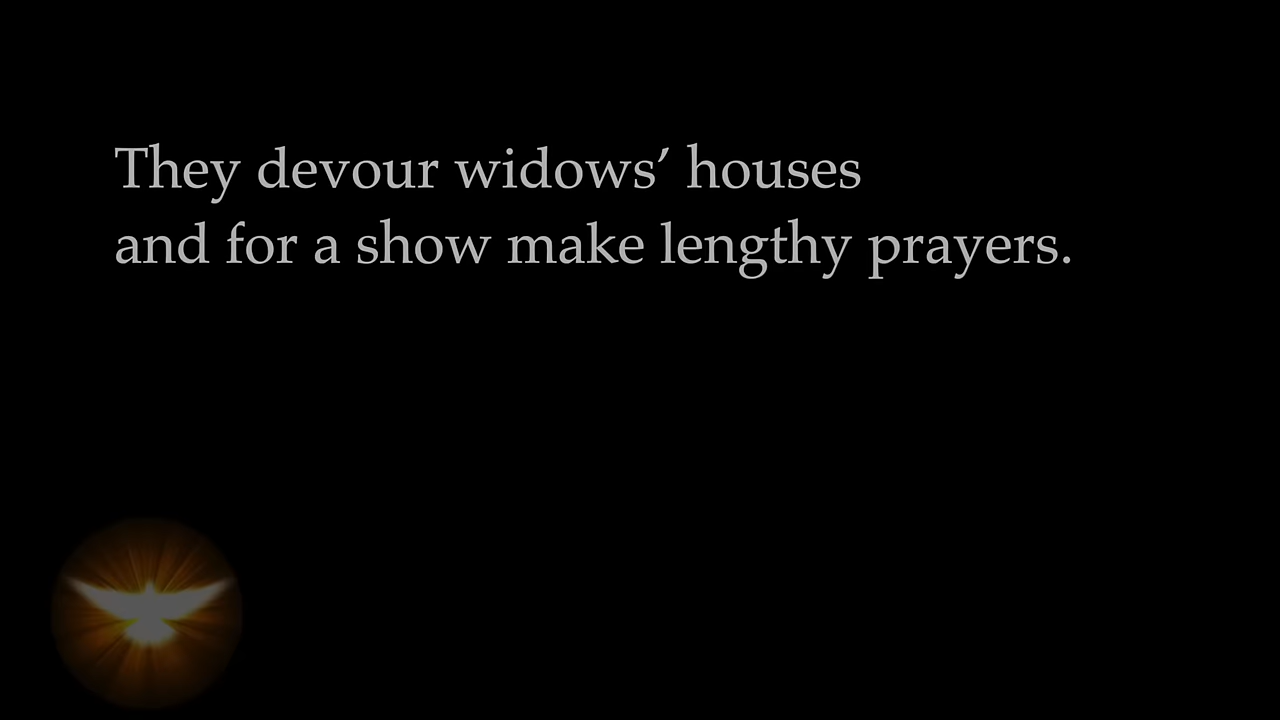 They devour widows’ houses
and for a show make lengthy prayers.